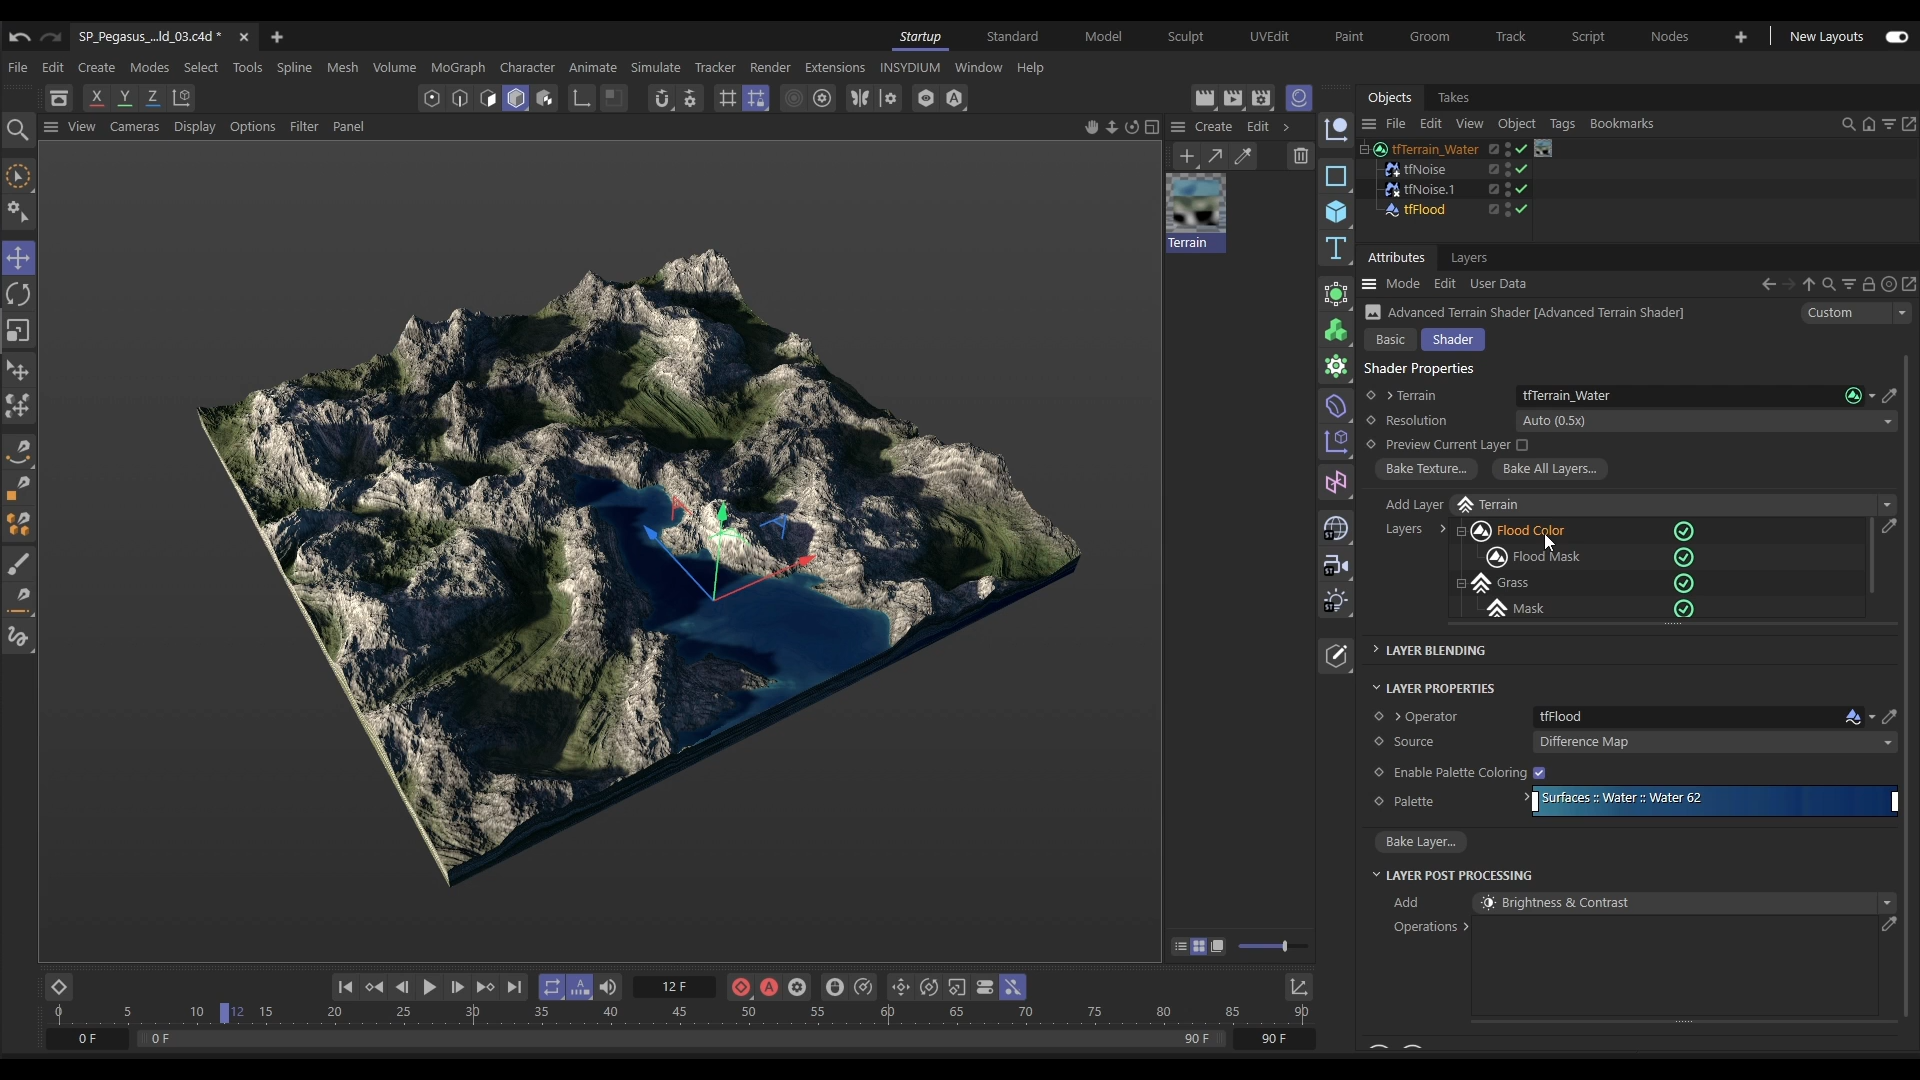 SP_Pegasus_...ld_03.c4d *
Startup Standard Model Sculpt UVEdit Paint Groom Track Script Nodes New Layouts
File Edit Create Modes Select Tools Spline Mesh Volume MoGraph Character Animate Simulate Tracker Render Extensions INSYDIUM Window Help
X Y Z
Objects Takes
View Cameras Display Options Filter Panel
Create Edit
File Edit View Object Tags Bookmarks
tfTerrain_Water
tfNoise
tfNoise.1
tfFlood
Terrain
Attributes Layers
Mode Edit User Data
Advanced Terrain Shader [Advanced Terrain Shader] Custom
Basic Shader
Shader Properties
Terrain tfTerrain_Water
Resolution Auto (0.5x)
Preview Current Layer
Bake Texture... Bake All Layers...
Add Layer Terrain
Layers Flood Color
Flood Mask
Grass
Mask
LAYER BLENDING
LAYER PROPERTIES
Operator tfFlood
Source Difference Map
Enable Palette Coloring
Palette Surfaces :: Water :: Water 62
Bake Layer...
LAYER POST PROCESSING
Add Brightness & Contrast
Operations
12 F
0 5 10 12 15 20 25 30 35 40 45 50 55 60 65 70 75 80 85 90
0 F 0 F 90 F 90 F